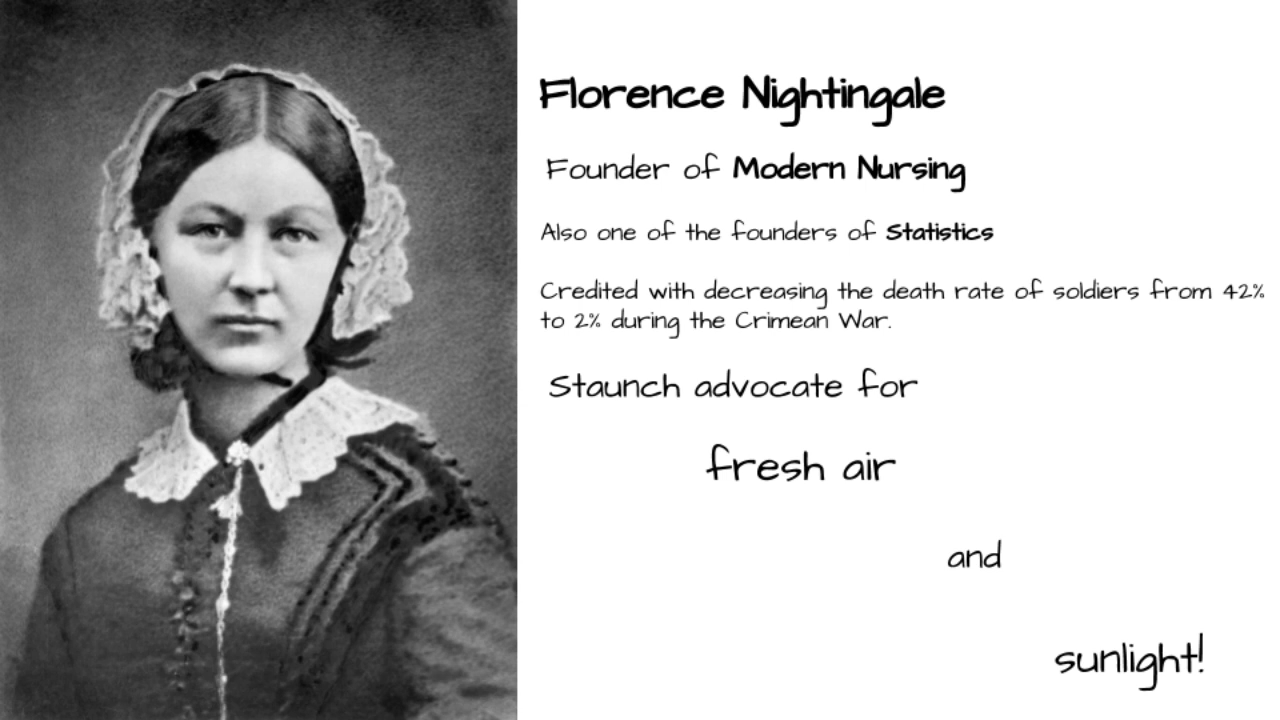 Florence Nightingale
Founder of Modern Nursing
Also one of the founders of Statistics
Credited with decreasing the death rate of soldiers from 42%
to 2% during the Crimean War.
Staunch advocate for
fresh air
and
sunlight!